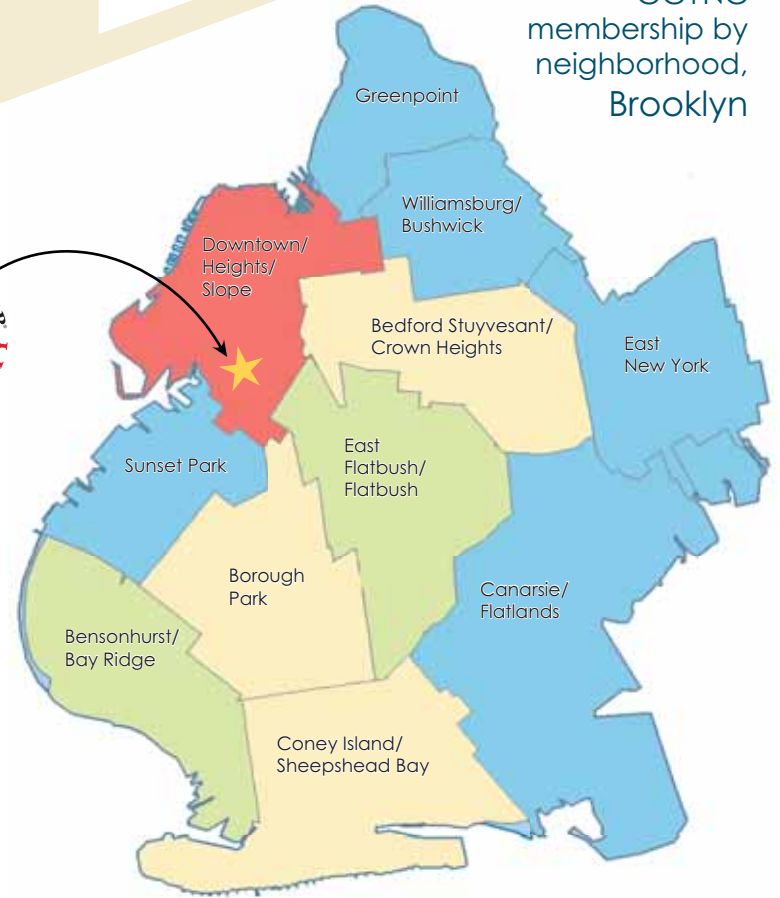 membership by
neighborhood,
Brooklyn
Greenpoint
Williamsburg/
Bushwick
Downtown/
Heights/
Slope
Bedford Stuyvesant/
Crown Heights
East
New York
East
Flatbush/
Flatbush
Sunset Park
Borough
Park
Canarsie/
Flatlands
Bensonhurst/
Bay Ridge
Coney Island/
Sheepshead Bay